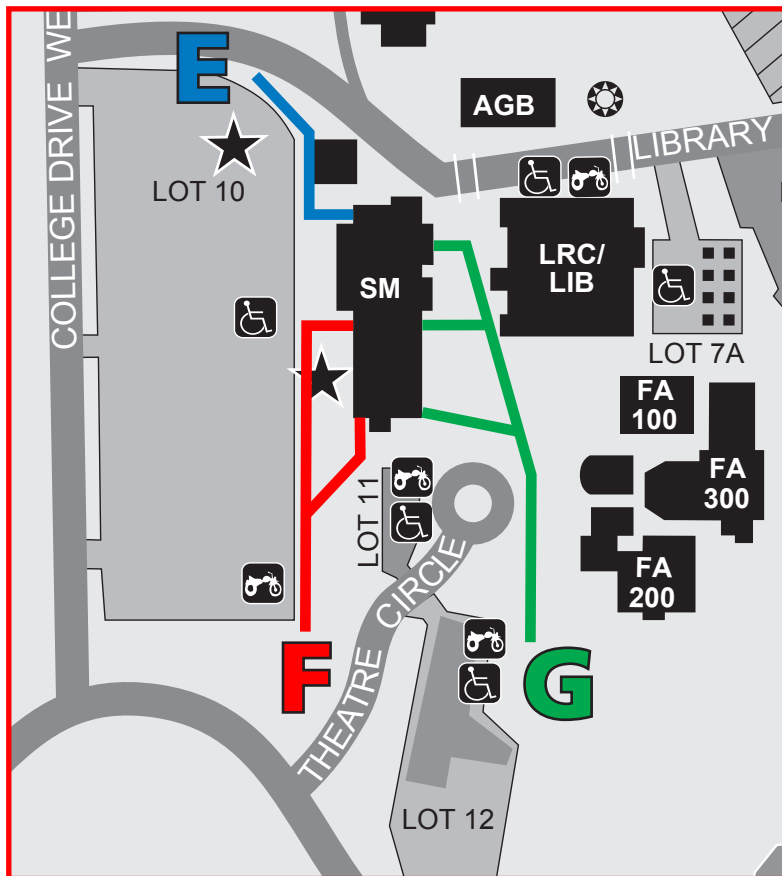 COLLEGE DRIVE WE
E
AGB
LIBRARY
LOT 10
SM
LRC/
LIB
LOT 7A
FA
100
FA
300
LOT 11
FA
200
THEATRE CIRCLE
F
G
LOT 12